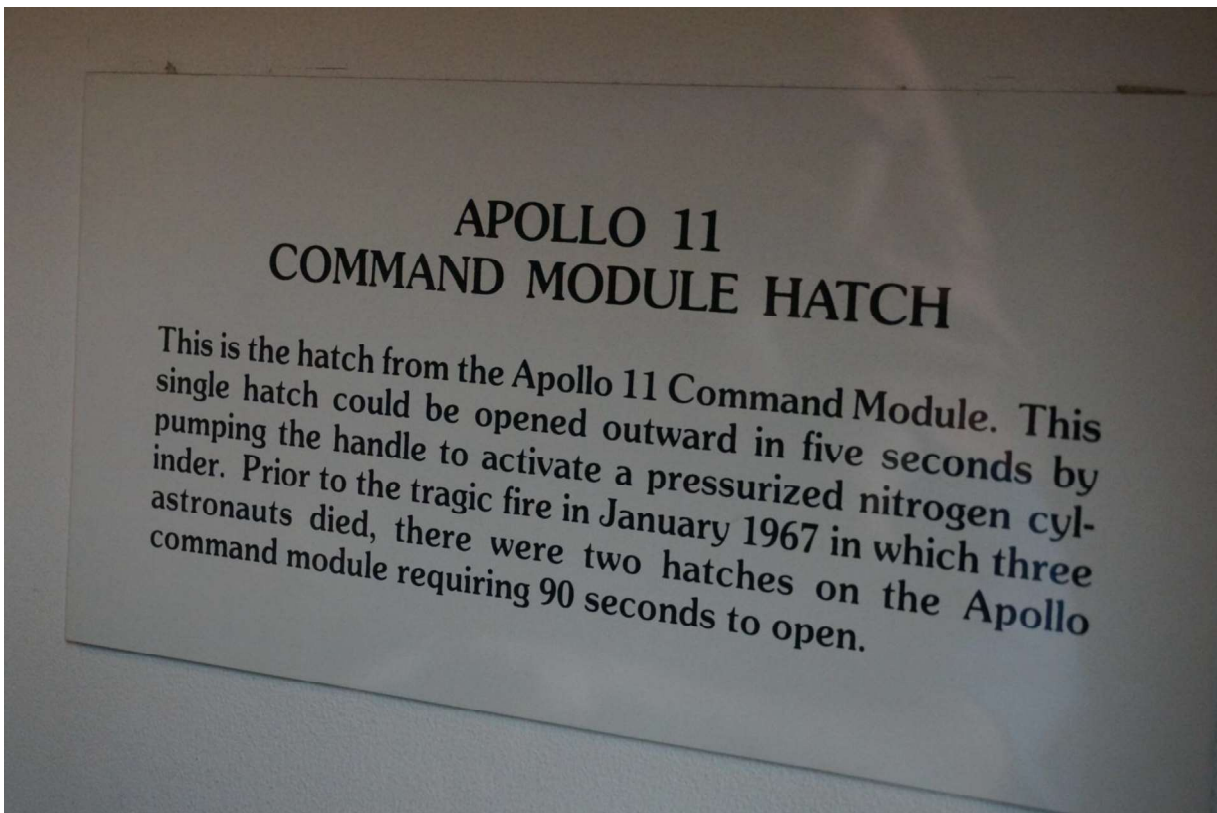 APOLLO 11
COMMAND MODULE HATCH
This is the hatch from the Apollo 11 Command Module. This
single hatch could be opened outward in five seconds by
pumping the handle to activate a pressurized nitrogen cyl-
inder. Prior to the tragic fire in January 1967 in which three
astronauts died, there were two hatches on the Apollo
command module requiring 90 seconds to open.